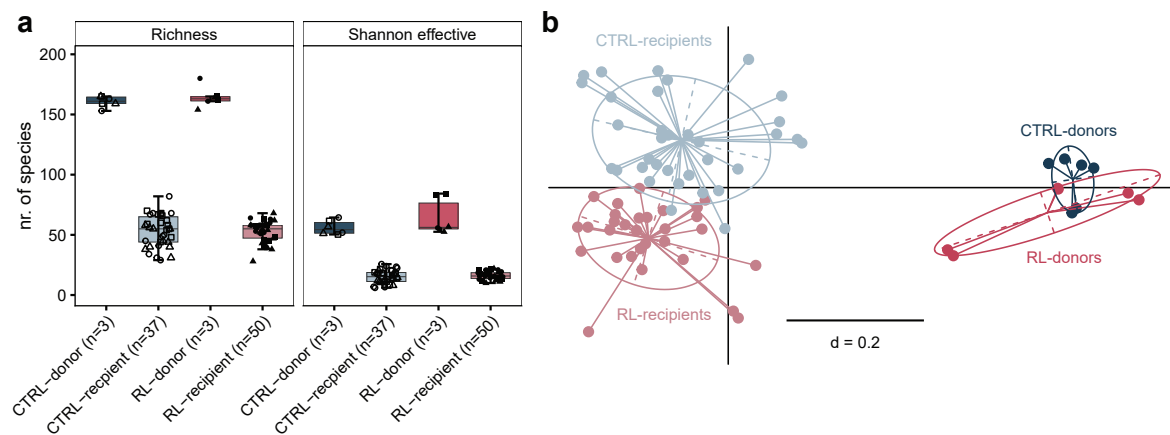 a
Richness
Shannon effective
nr. of species
200
150
100
50
0
CTRL−donor (n=3)
CTRL−recpient (n=37)
RL−donor (n=3)
RL−recipient (n=50)
CTRL−donor (n=3)
CTRL−recipient (n=37)
RL−donor (n=3)
RL−recipient (n=50)
b
CTRL-recipients
CTRL-donors
RL-donors
RL-recipients
d = 0.2